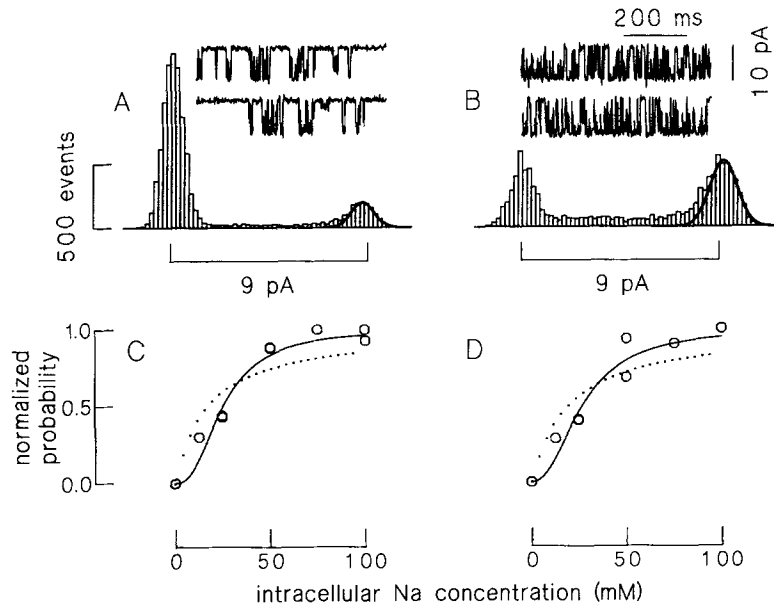 200 ms
10 pA
A
B
500 events
9 pA
9 pA
normalized
probability
1.0
0.5
0.0
C
D
0
50
100
0
50
100
intracellular Na concentration (mM)